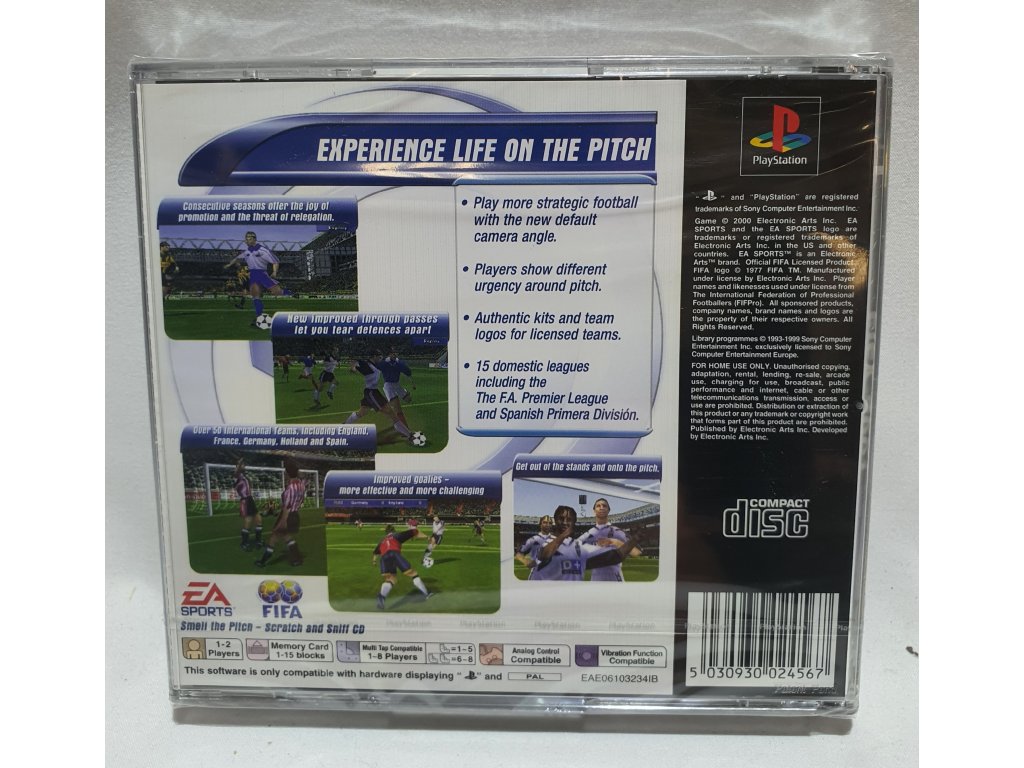 EXPERIENCE LIFE ON THE PITCH
Consecutive seasons offer the joy of
promotion and the threat of relegation.
New improved through passes
let you tear defences apart
Over 50 International Teams, including England,
France, Germany, Holland and Spain.
Improved goalies –
more effective and more challenging
Get out of the stands and onto the pitch.
• Play more strategic football
with the new default
camera angle.
• Players show different
urgency around pitch.
• Authentic kits and team
logos for licensed teams.
• 15 domestic leagues
including the
The F.A. Premier League
and Spanish Primera División.
EA
SPORTS™
FIFA
Smell the Pitch – Scratch and Sniff CD
1-2
Players
Memory Card
1-15 blocks
Multi Tap Compatible
1-8 Players
=1-5
=6-8
Analog Control
Compatible
Vibration Function
Compatible
This software is only compatible with hardware displaying " " and PAL
EAE06103234IB
PlayStation
" " and "PlayStation" are registered
trademarks of Sony Computer Entertainment Inc.
Game © 2000 Electronic Arts Inc. EA
SPORTS and the EA SPORTS logo are
trademarks or registered trademarks of
Electronic Arts Inc. in the US and other
countries. EA SPORTS™ is an Electronic
Arts™ brand. Official FIFA Licensed Product.
FIFA logo © 1977 FIFA TM. Manufactured
under license by Electronic Arts Inc. Player
names and likenesses used under license from
The International Federation of Professional
Footballers (FIFPro). All sponsored products,
company names, brand names and logos are
the property of their respective owners. All
Rights Reserved.
Library programmes © 1993-1999 Sony Computer
Entertainment Inc. exclusively licensed to Sony
Computer Entertainment Europe.
FOR HOME USE ONLY. Unauthorised copying,
adaptation, rental, lending, re-sale, arcade
use, charging for use, broadcast, public
performance and internet, cable or other
telecommunications transmission, access or
use are prohibited. Distribution or extraction of
this product or any trademark or copyright work
that forms part of this product are prohibited.
Published by Electronic Arts Inc. Developed
by Electronic Arts Inc.
COMPACT
disc
PlayStation PlayStation PlayStation PlayStation
5 030930 024567